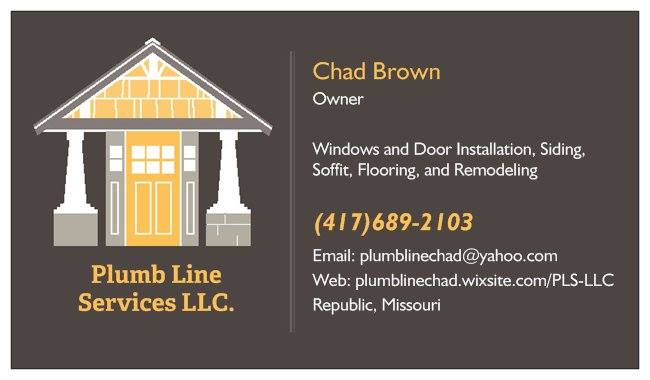 Plumb Line
Services LLC.
Chad Brown
Owner
Windows and Door Installation, Siding,
Soffit, Flooring, and Remodeling
(417)689-2103
Email: plumblinechad@yahoo.com
Web: plumblinechad.wixsite.com/PLS-LLC
Republic, Missouri